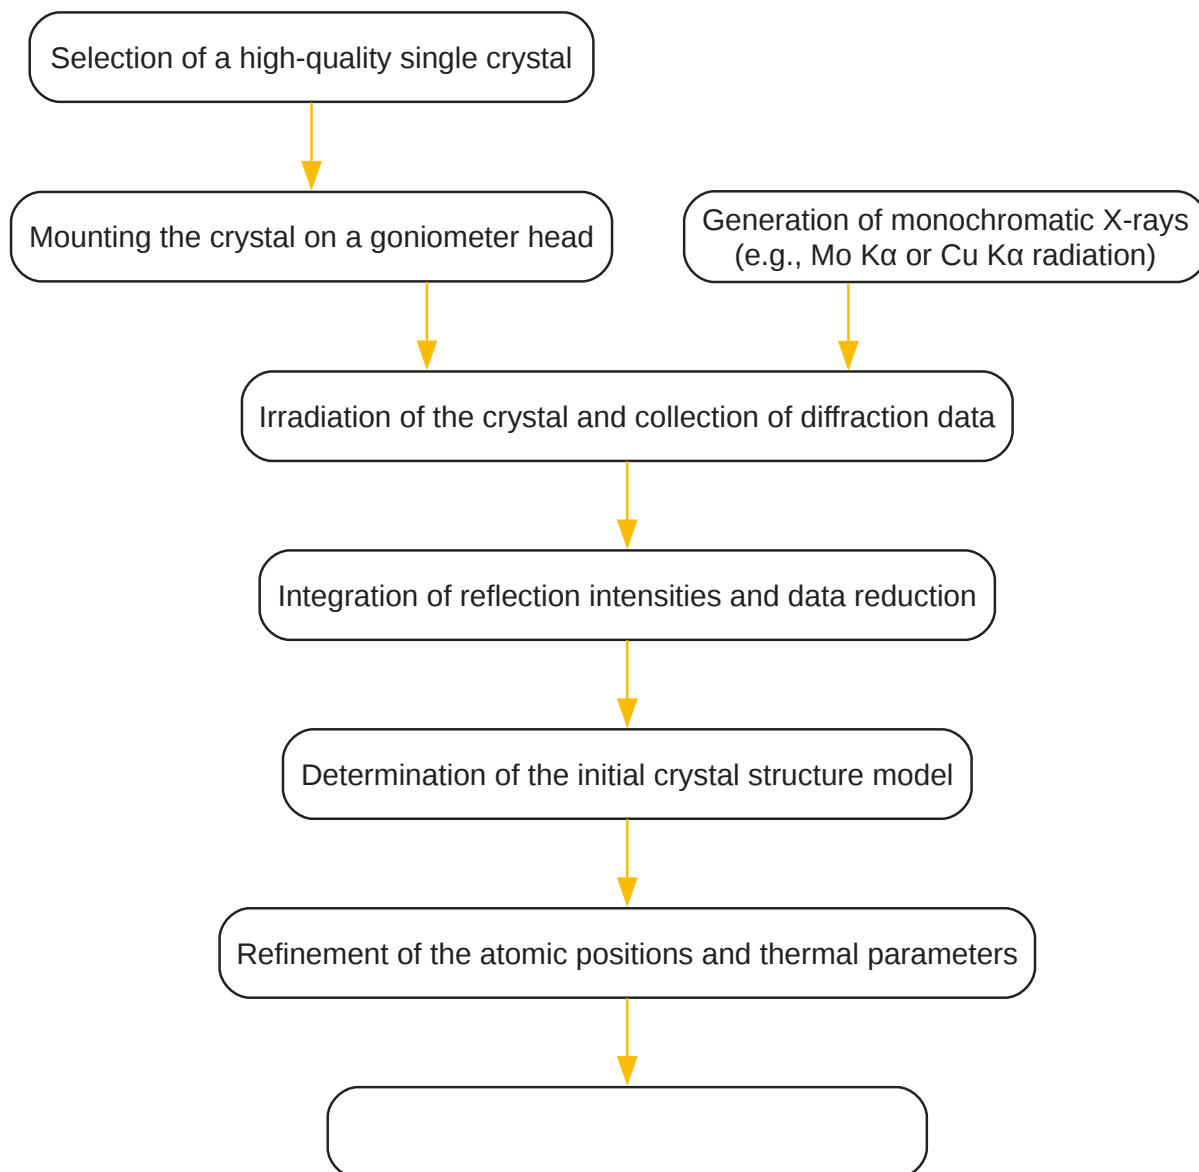 Selection of a high-quality single crystal
Mounting the crystal on a goniometer head
Generation of monochromatic X-rays
(e.g., Mo Kα or Cu Kα radiation)
Irradiation of the crystal and collection of diffraction data
Integration of reflection intensities and data reduction
Determination of the initial crystal structure model
Refinement of the atomic positions and thermal parameters